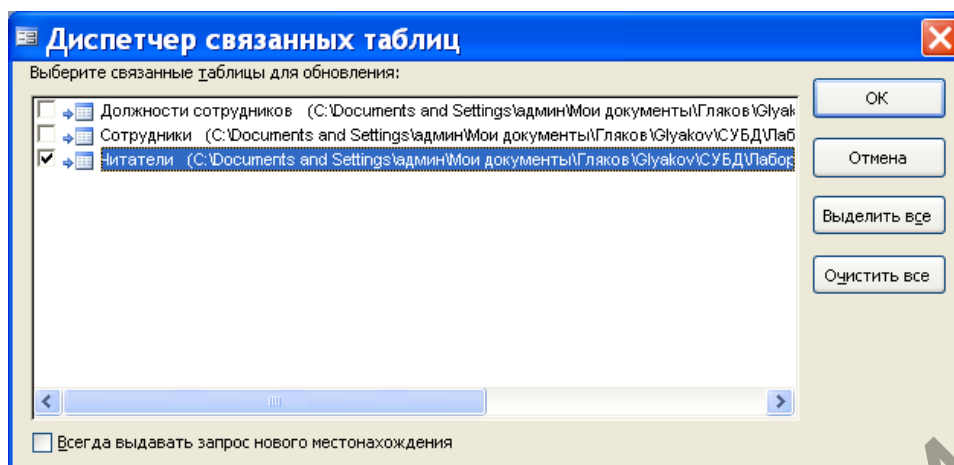 Диспетчер связанных таблиц
Выберите связанные таблицы для обновления:
Должности сотрудников (C:\Documents and Settings\админ\Мои документы\Гляков\Glyak
Сотрудники (C:\Documents and Settings\админ\Мои документы\Гляков\Glyakov\СУБД\Лаб
Читатели (C:\Documents and Settings\админ\Мои документы\Гляков\Glyakov\СУБД\Лабор
ОК
Отмена
Выделить все
Очистить все
Всегда выдавать запрос нового местонахождения